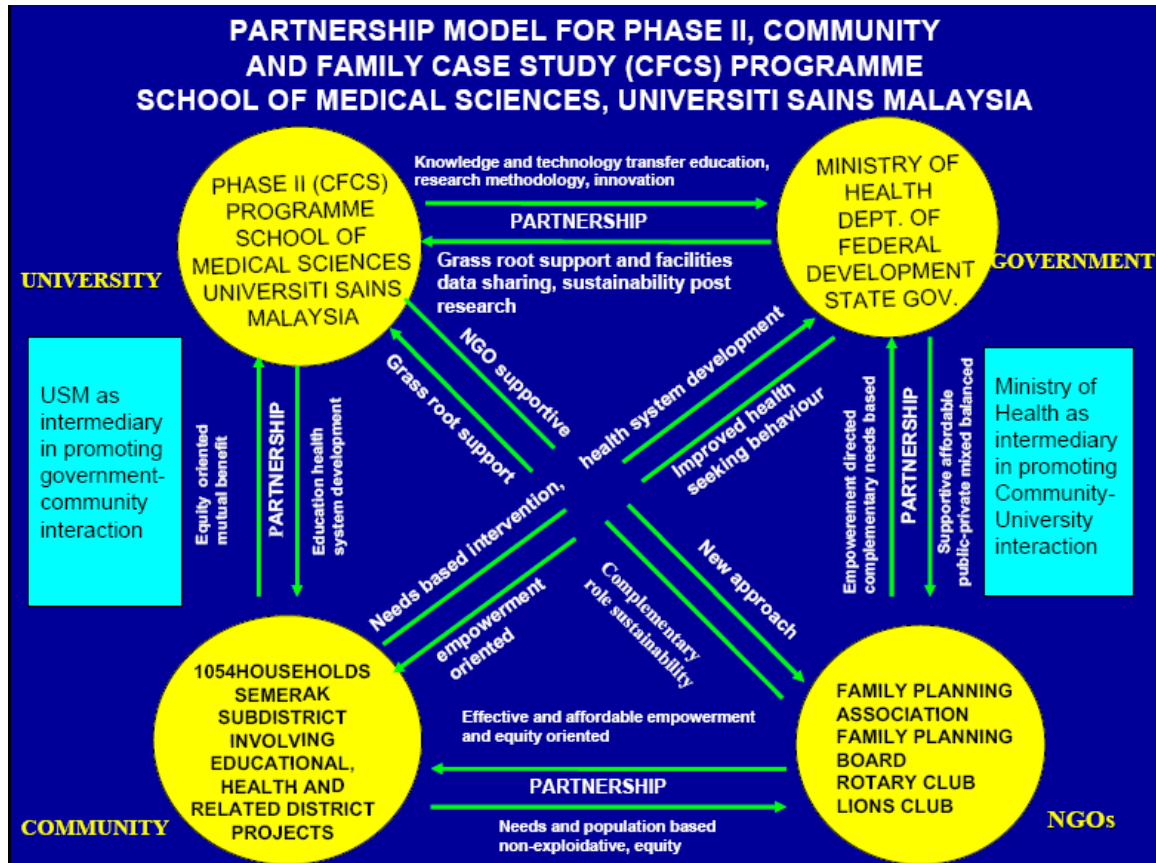 PARTNERSHIP MODEL FOR PHASE II, COMMUNITY
AND FAMILY CASE STUDY (CFCS) PROGRAMME
SCHOOL OF MEDICAL SCIENCES, UNIVERSITI SAINS MALAYSIA
PHASE II (CFCS)
PROGRAMME
SCHOOL OF
MEDICAL SCIENCES
UNIVERSITI SAINS
MALAYSIA
UNIVERSITY
Knowledge and technology transfer education,
research methodology, innovation
PARTNERSHIP
Grass root support and facilities
data sharing, sustainability post
research
MINISTRY OF
HEALTH
DEPT. OF
FEDERAL
DEVELOPMENT
STATE GOV.
GOVERNMENT
USM as
intermediary
in promoting
government-
community
interaction
Equity oriented
mutual benefit
PARTNERSHIP
Education health
system development
NGO supportive
Grass root support
health system development
Improved health
seeking behaviour
Needs based intervention,
empowerment
oriented
New approach
Complementary
role sustainability
Empowerement directed
complementary needs based
PARTNERSHIP
Supportive affordable
public-private mixed balanced
Ministry of
Health as
intermediary
in promoting
Community-
University
interaction
1054HOUSEHOLDS
SEMERAK
SUBDISTRICT
INVOLVING
EDUCATIONAL,
HEALTH AND
RELATED DISTRICT
PROJECTS
COMMUNITY
Effective and affordable empowerment
and equity oriented
PARTNERSHIP
Needs and population based
non-exploidative, equity
FAMILY PLANNING
ASSOCIATION
FAMILY PLANNING
BOARD
ROTARY CLUB
LIONS CLUB
NGOs